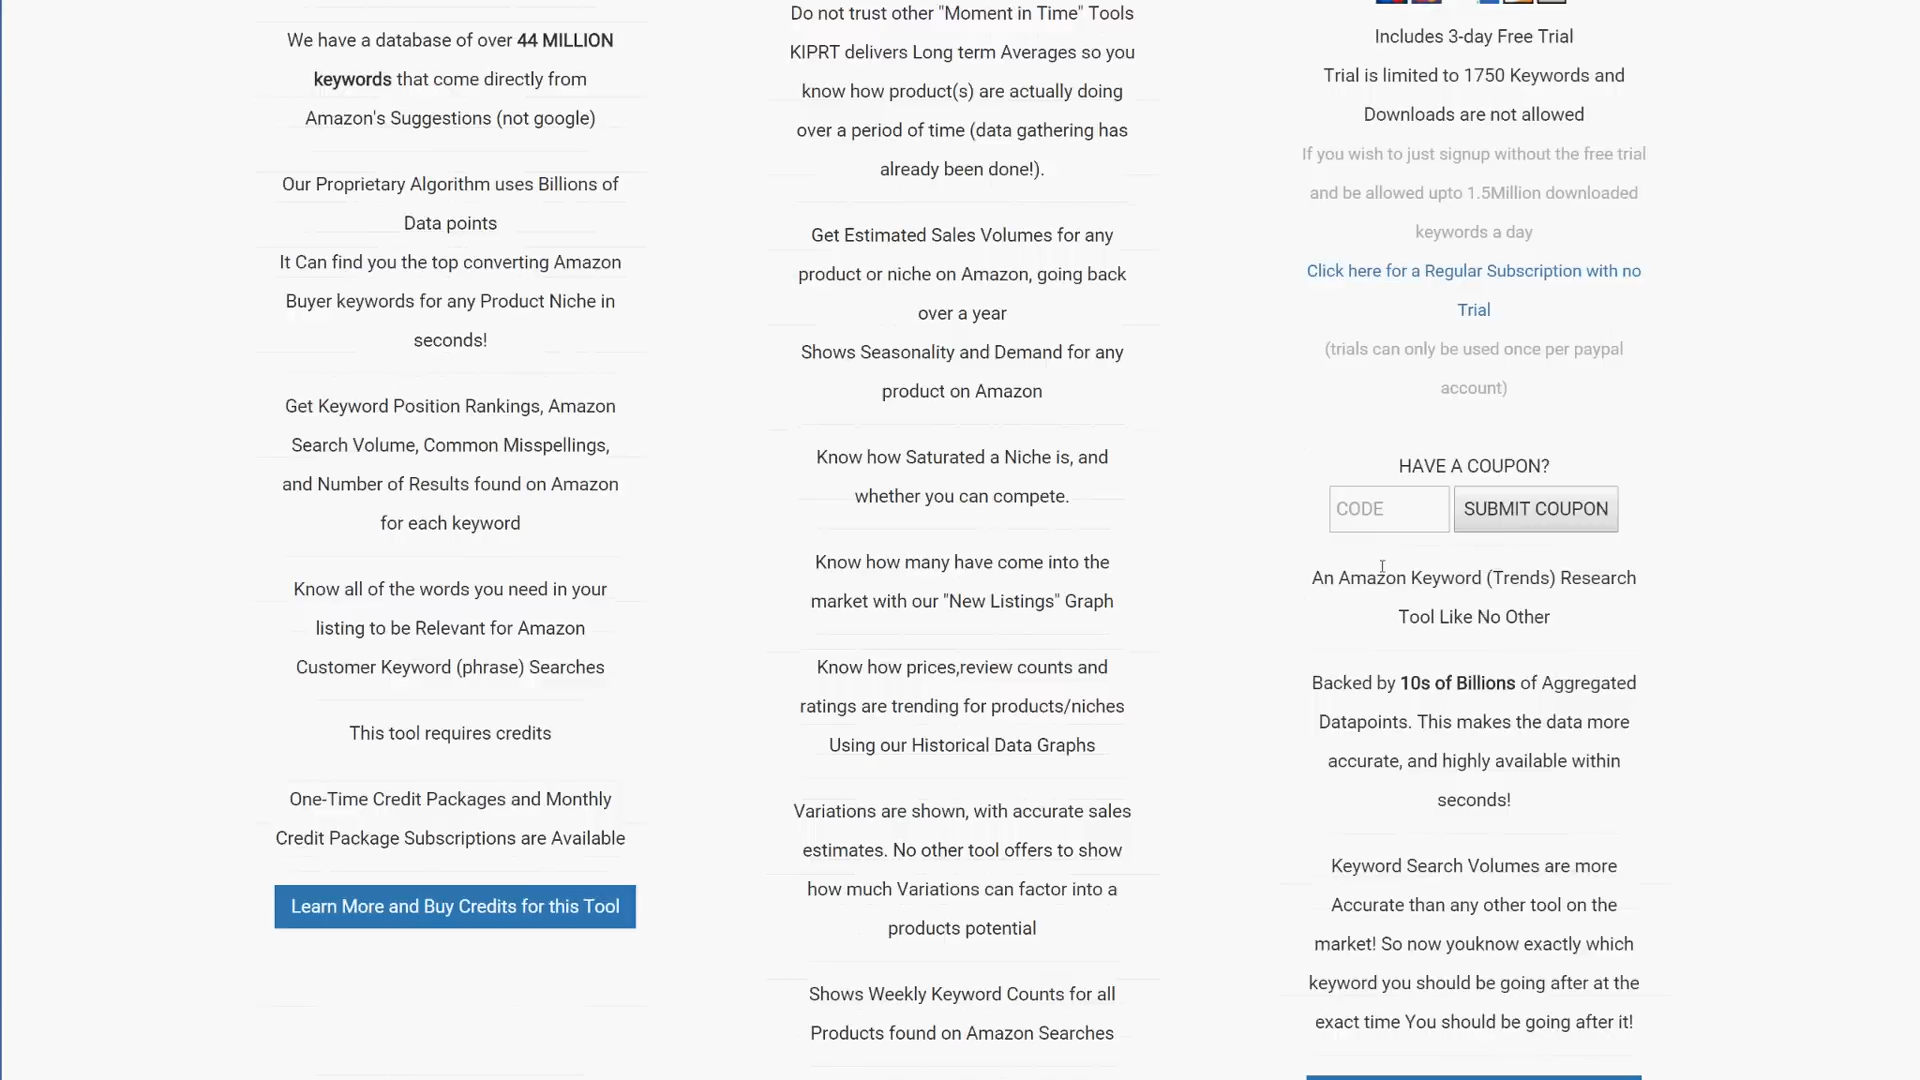 We have a database of over 44 MILLION
keywords that come directly from
Amazon's Suggestions (not google)
Our Proprietary Algorithm uses Billions of
Data points
It Can find you the top converting Amazon
Buyer keywords for any Product Niche in
seconds!
Get Keyword Position Rankings, Amazon
Search Volume, Common Misspellings,
and Number of Results found on Amazon
for each keyword
Know all of the words you need in your
listing to be Relevant for Amazon
Customer Keyword (phrase) Searches
This tool requires credits
One-Time Credit Packages and Monthly
Credit Package Subscriptions are Available
Learn More and Buy Credits for this Tool
Do not trust other "Moment in Time" Tools
KIPRT delivers Long term Averages so you
know how product(s) are actually doing
over a period of time (data gathering has
already been done!).
Get Estimated Sales Volumes for any
product or niche on Amazon, going back
over a year
Shows Seasonality and Demand for any
product on Amazon
Know how Saturated a Niche is, and
whether you can compete.
Know how many have come into the
market with our "New Listings" Graph
Know how prices,review counts and
ratings are trending for products/niches
Using our Historical Data Graphs
Variations are shown, with accurate sales
estimates. No other tool offers to show
how much Variations can factor into a
products potential
Shows Weekly Keyword Counts for all
Products found on Amazon Searches
Includes 3-day Free Trial
Trial is limited to 1750 Keywords and
Downloads are not allowed
If you wish to just signup without the free trial
and be allowed upto 1.5Million downloaded
keywords a day
Click here for a Regular Subscription with no
Trial
(trials can only be used once per paypal
account)
HAVE A COUPON?
CODE SUBMIT COUPON
An Amazon Keyword (Trends) Research
Tool Like No Other
Backed by 10s of Billions of Aggregated
Datapoints. This makes the data more
accurate, and highly available within
seconds!
Keyword Search Volumes are more
Accurate than any other tool on the
market! So now youknow exactly which
keyword you should be going after at the
exact time You should be going after it!